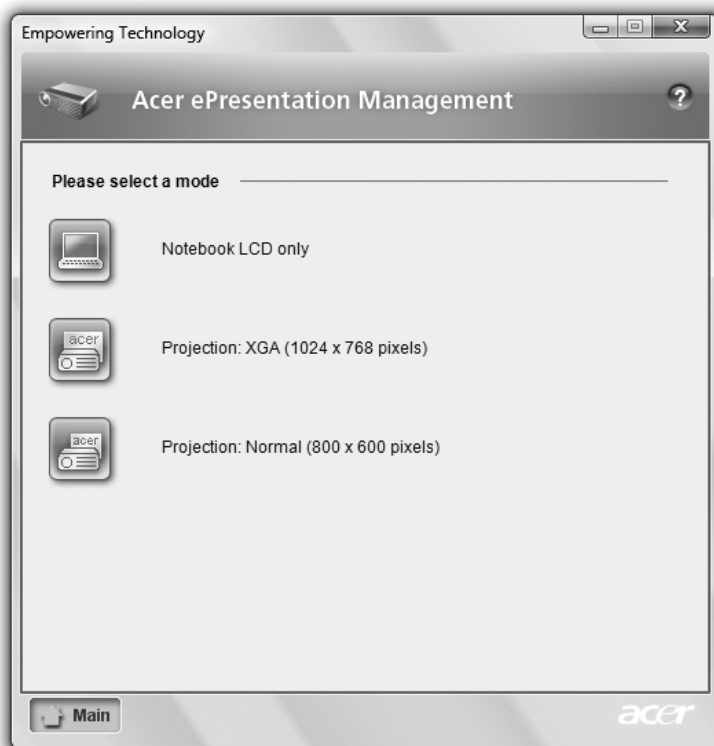 Empowering Technology
Acer ePresentation Management
?
Please select a mode
Notebook LCD only
acer
Projection: XGA (1024 x 768 pixels)
acer
Projection: Normal (800 x 600 pixels)
Main
acer